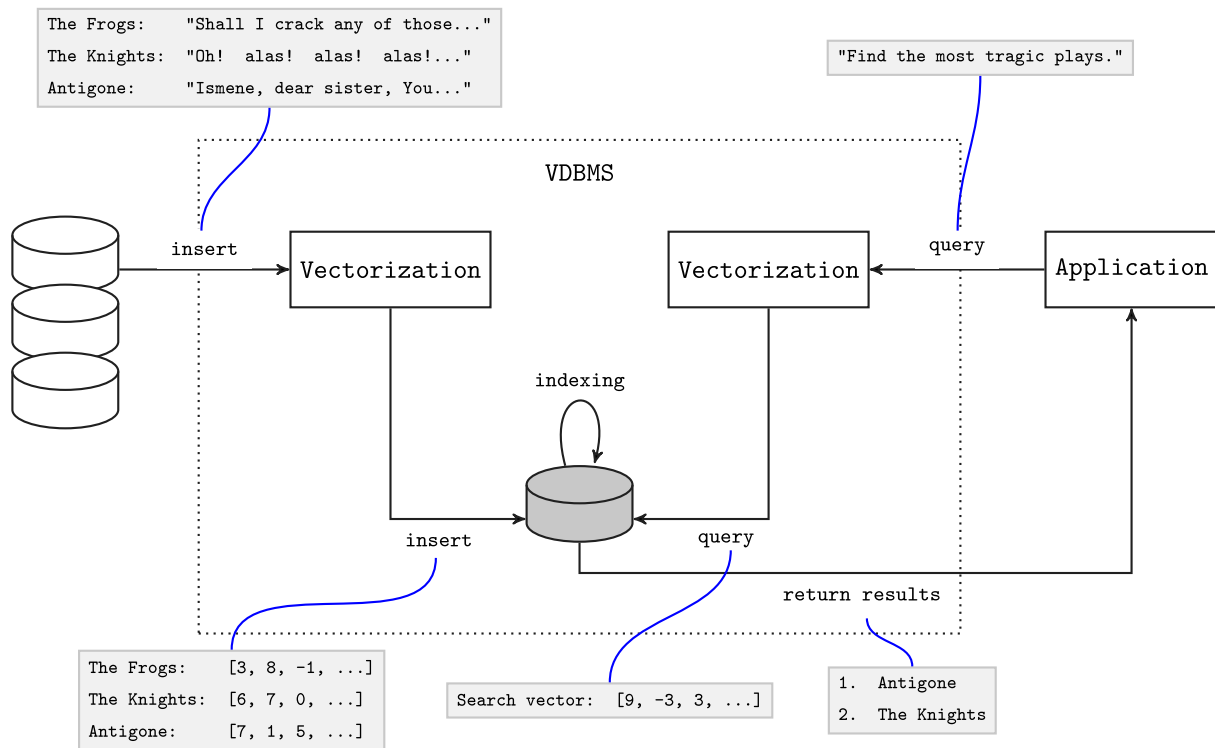 The Frogs: "Shall I crack any of those..."
The Knights: "Oh! alas! alas! alas!..."
Antigone: "Ismene, dear sister, You..."
"Find the most tragic plays."
VDBMS
insert
query
Vectorization
Vectorization
Application
indexing
insert
query
return results
The Frogs: [3, 8, -1, ...]
The Knights: [6, 7, 0, ...]
Antigone: [7, 1, 5, ...]
Search vector: [9, -3, 3, ...]
1. Antigone
2. The Knights